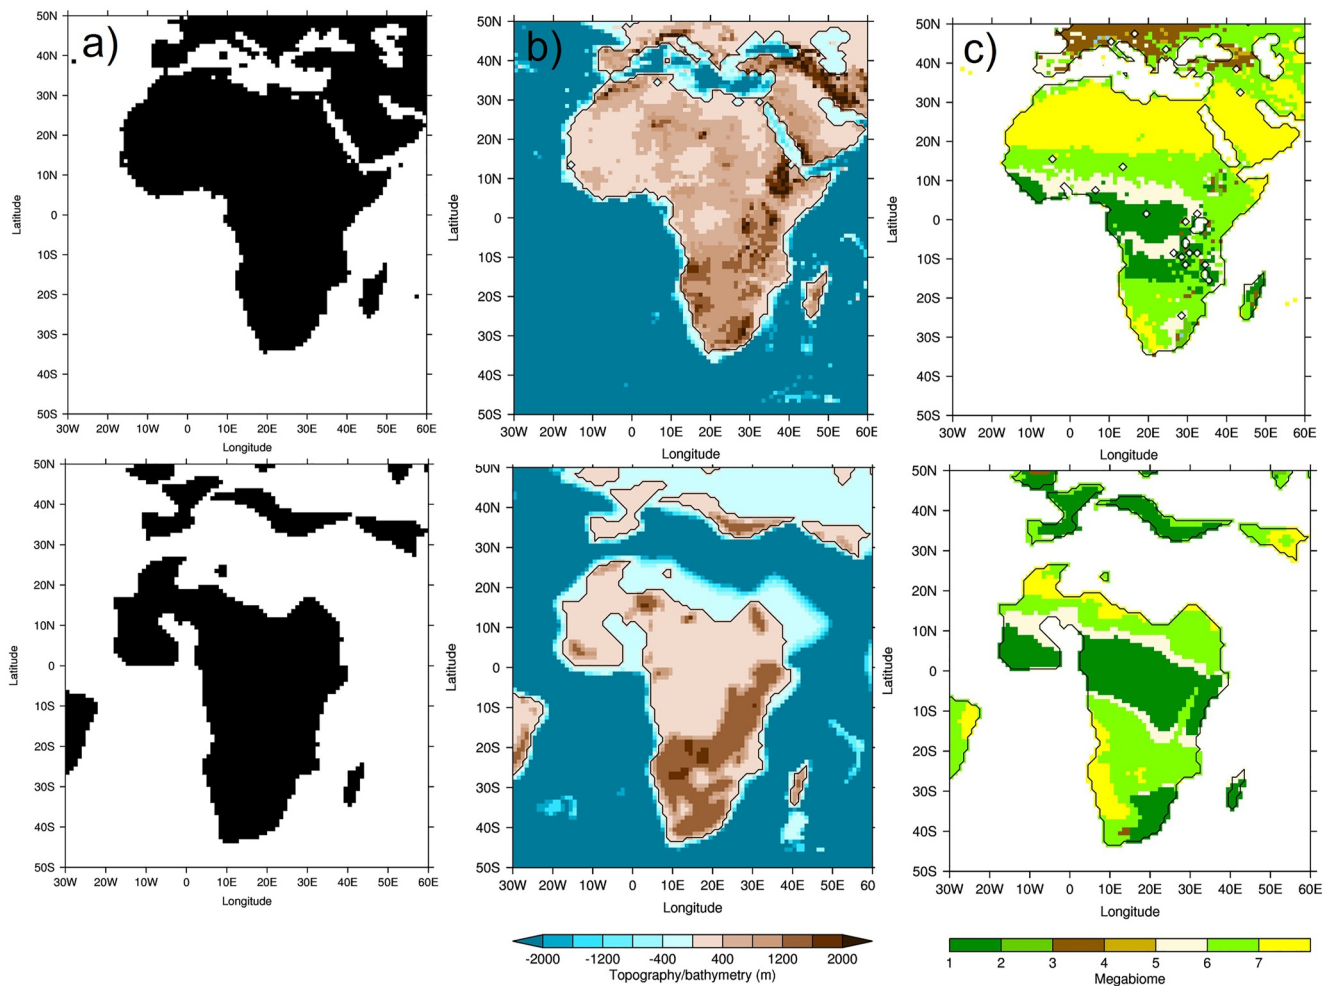 a)
50N
40N
30N
20N
10N
0
10S
20S
30S
40S
50S
Latitude
30W 20W 10W 0 10E 20E 30E 40E 50E 60E
Longitude
b)
50N
40N
30N
20N
10N
0
10S
20S
30S
40S
50S
Latitude
30W 20W 10W 0 10E 20E 30E 40E 50E 60E
Longitude
c)
50N
40N
30N
20N
10N
0
10S
20S
30S
40S
50S
Latitude
30W 20W 10W 0 10E 20E 30E 40E 50E 60E
Longitude
50N
40N
30N
20N
10N
0
10S
20S
30S
40S
50S
Latitude
30W 20W 10W 0 10E 20E 30E 40E 50E 60E
Longitude
50N
40N
30N
20N
10N
0
10S
20S
30S
40S
50S
Latitude
30W 20W 10W 0 10E 20E 30E 40E 50E 60
Longitude
50N
40N
30N
20N
10N
0
10S
20S
30S
40S
50S
Latitude
30W 20W 10W 0 10E 20E 30E 40E 50E 60E
Longitude
-2000 -1200 -400 400 1200 2000
Topography/bathymetry (m)
1 2 3 4 5 6 7
Megabiome